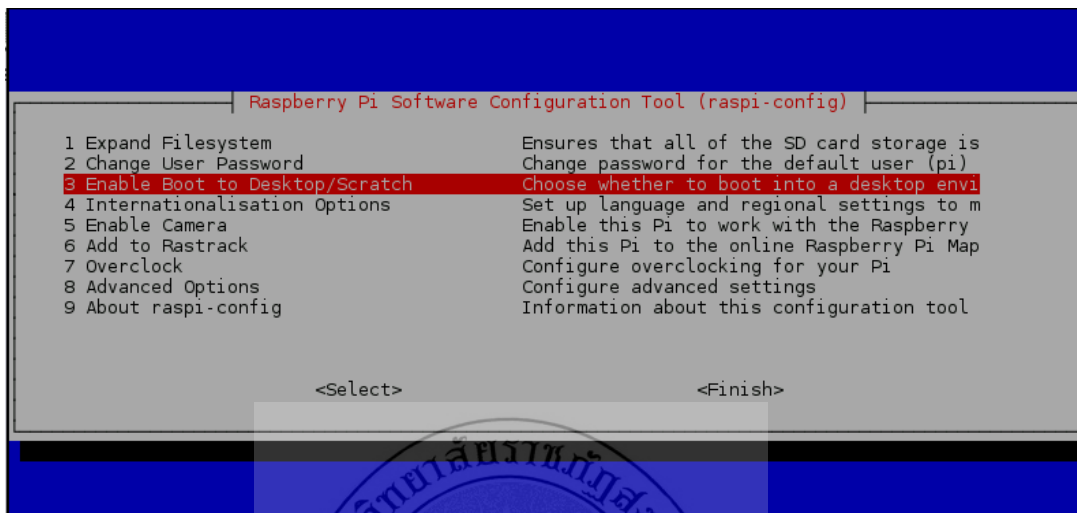 Raspberry Pi Software Configuration Tool (raspi-config)
1 Expand Filesystem Ensures that all of the SD card storage is
2 Change User Password Change password for the default user (pi)
3 Enable Boot to Desktop/Scratch Choose whether to boot into a desktop envi
4 Internationalisation Options Set up language and regional settings to m
5 Enable Camera Enable this Pi to work with the Raspberry
6 Add to Rastrack Add this Pi to the online Raspberry Pi Map
7 Overclock Configure overclocking for your Pi
8 Advanced Options Configure advanced settings
9 About raspi-config Information about this configuration tool
<Select> <Finish>